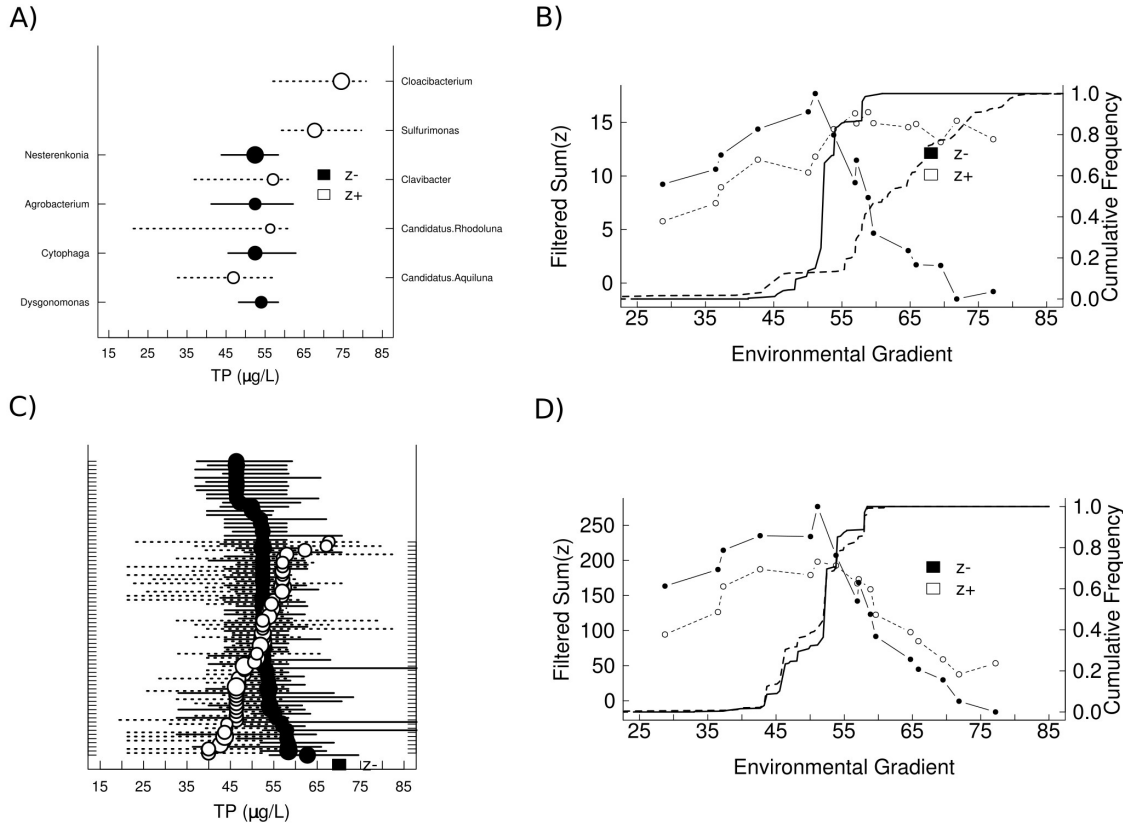 A)
Cloacibacterium
Sulfurimonas
Nesterenkonia
z-
Clavibacter
z+
Agrobacterium
Candidatus.Rhodoluna
Cytophaga
Candidatus.Aquiluna
Dysgonomonas
15 25 35 45 55 65 75 85
TP (µg/L)
B)
Filtered Sum(z)
15
10
5
0
z-
z+
1.0
0.8
0.6
0.4
0.2
0.0
Cumulative Frequency
25 35 45 55 65 75 85
Environmental Gradient
C)
z-
15 25 35 45 55 65 75 85
TP (µg/L)
D)
Filtered Sum(z)
250
200
150
100
50
0
z-
z+
1.0
0.8
0.6
0.4
0.2
0.0
Cumulative Frequency
25 35 45 55 65 75 85
Environmental Gradient